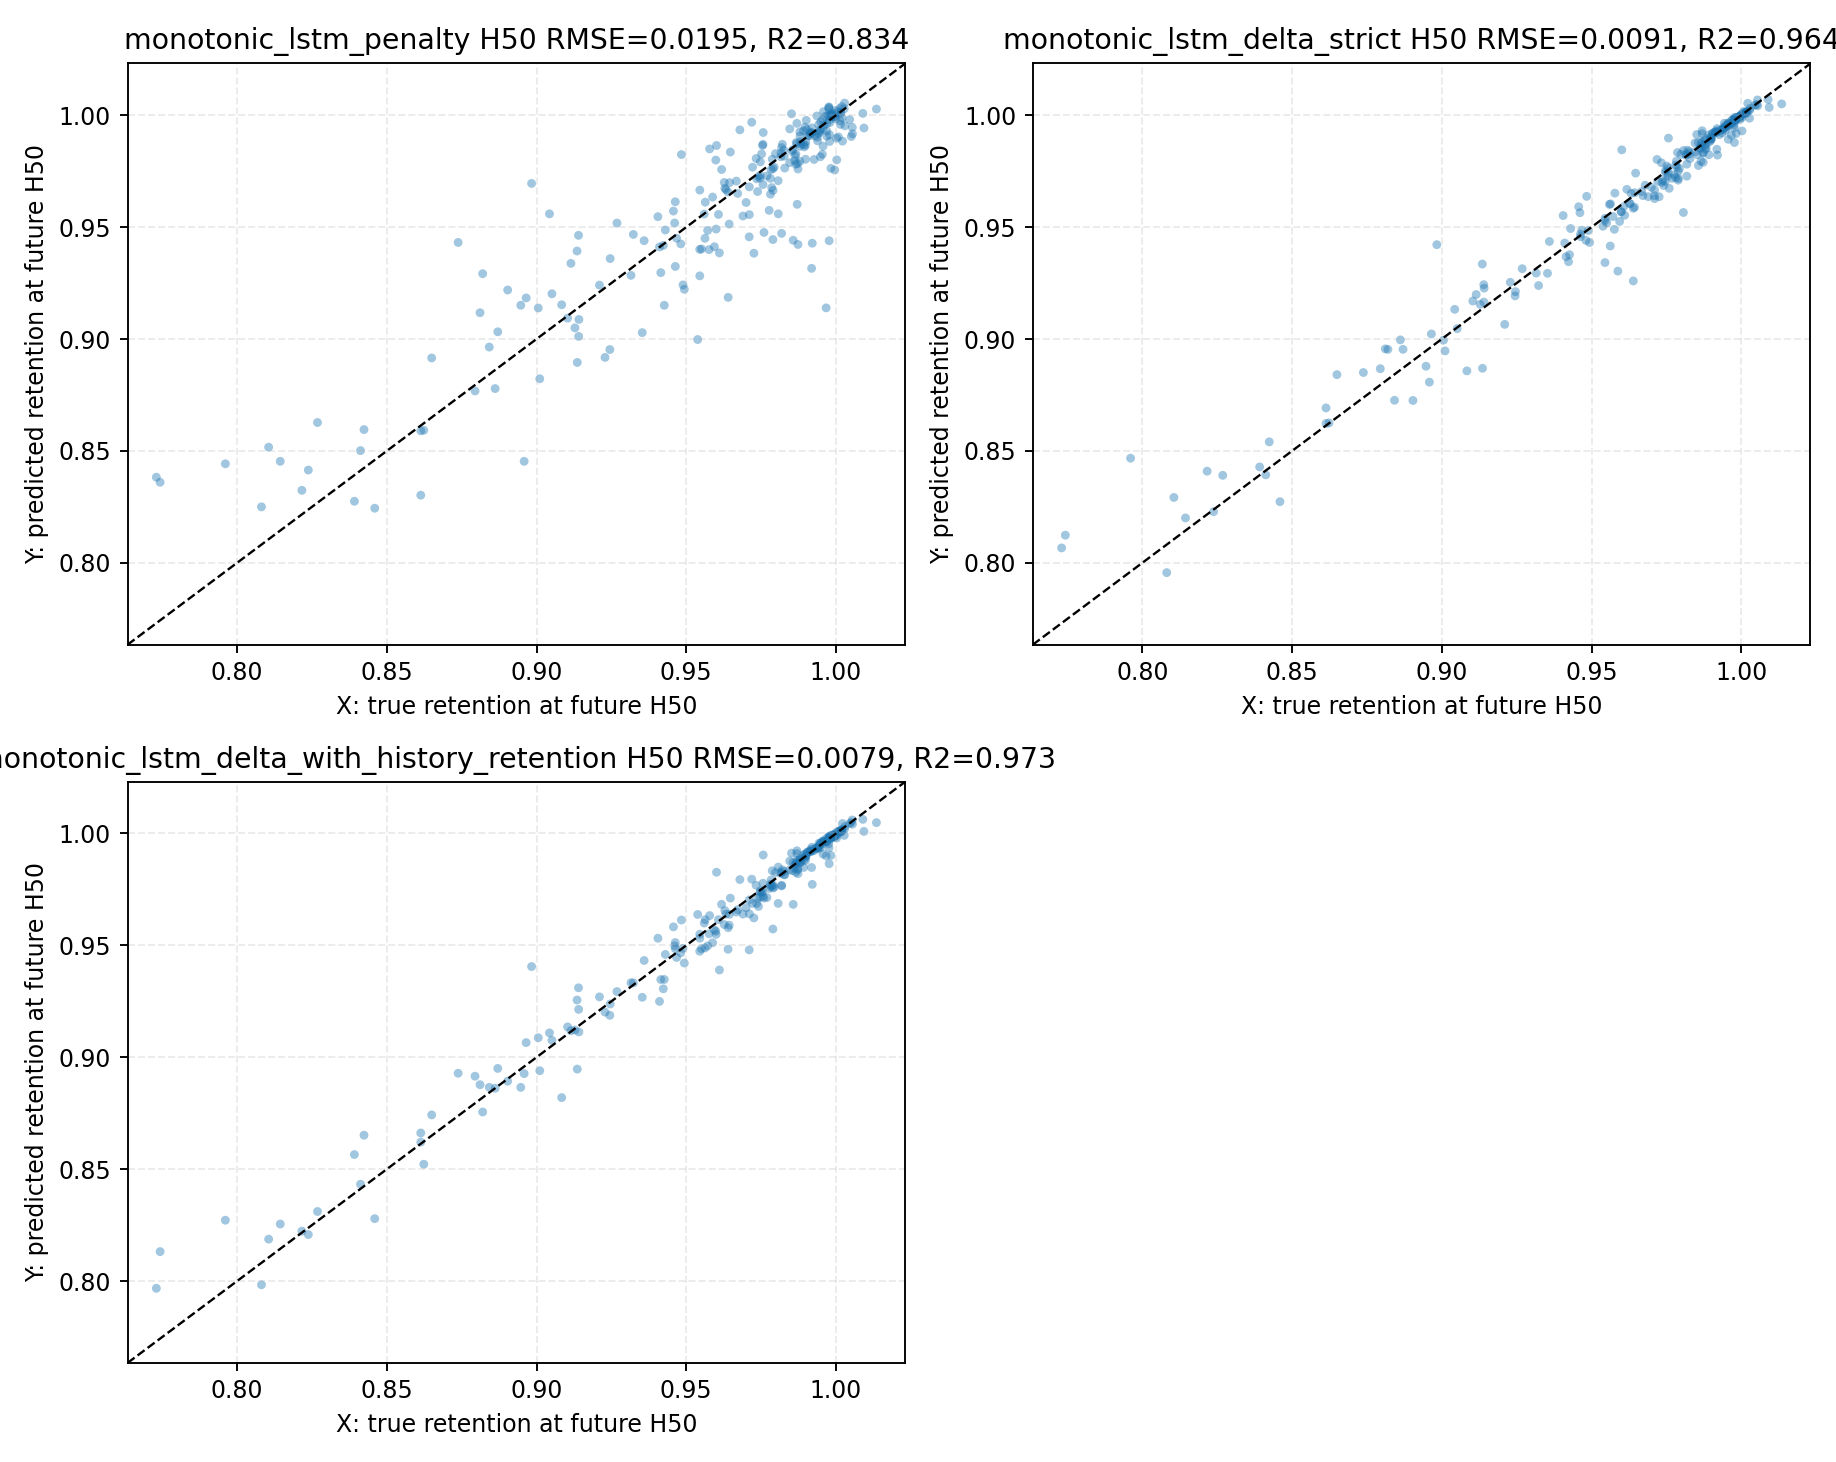 monotonic_lstm_penalty H50 RMSE=0.0195, R2=0.834
1.00
0.95
0.90
0.85
0.80
Y: predicted retention at future H50
0.80 0.85 0.90 0.95 1.00
X: true retention at future H50
monotonic_lstm_delta_strict H50 RMSE=0.0091, R2=0.964
1.00
0.95
0.90
0.85
0.80
Y: predicted retention at future H50
0.80 0.85 0.90 0.95 1.00
X: true retention at future H50
onotonic_lstm_delta_with_history_retention H50 RMSE=0.0079, R2=0.973
1.00
0.95
0.90
0.85
0.80
Y: predicted retention at future H50
0.80 0.85 0.90 0.95 1.00
X: true retention at future H50